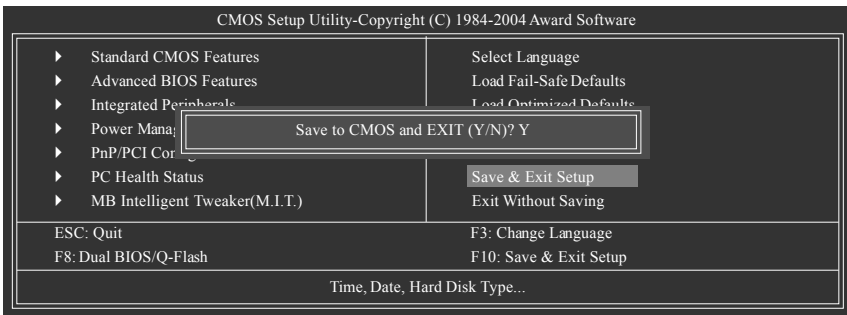 CMOS Setup Utility-Copyright (C) 1984-2004 Award Software
Standard CMOS Features
Advanced BIOS Features
Integrated Peripherals
Power Mana
PnP/PCI Con
PC Health Status
MB Intelligent Tweaker(M.I.T.)
Select Language
Load Fail-Safe Defaults
Load Optimized Defaults
Save & Exit Setup
Exit Without Saving
Save to CMOS and EXIT (Y/N)? Y
ESC: Quit
F8: Dual BIOS/Q-Flash
F3: Change Language
F10: Save & Exit Setup
Time, Date, Hard Disk Type...